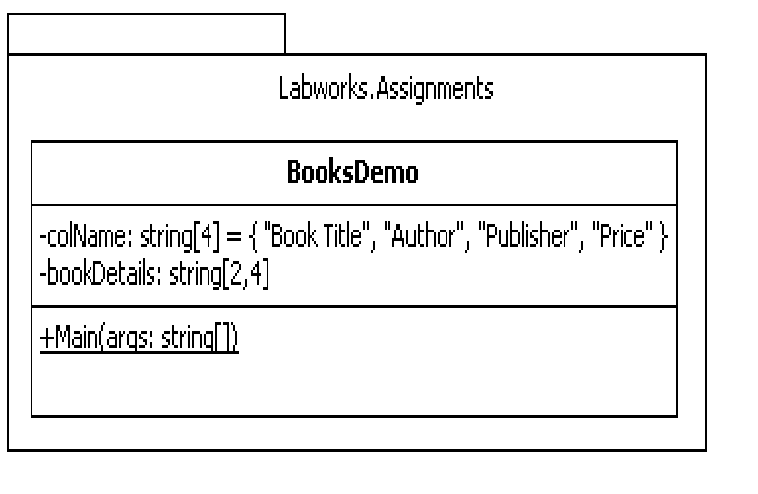 Labworks.Assignments
BooksDemo
-colName: string[4] = { "Book Title", "Author", "Publisher", "Price" }
-bookDetails: string[2,4]
+Main(args: string[])